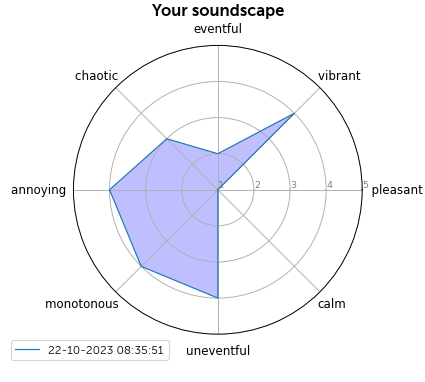 Your soundscape
eventful
chaotic
vibrant
annoying
1 2 3 4 5
pleasant
monotonous
calm
uneventful
22-10-2023 08:35:51